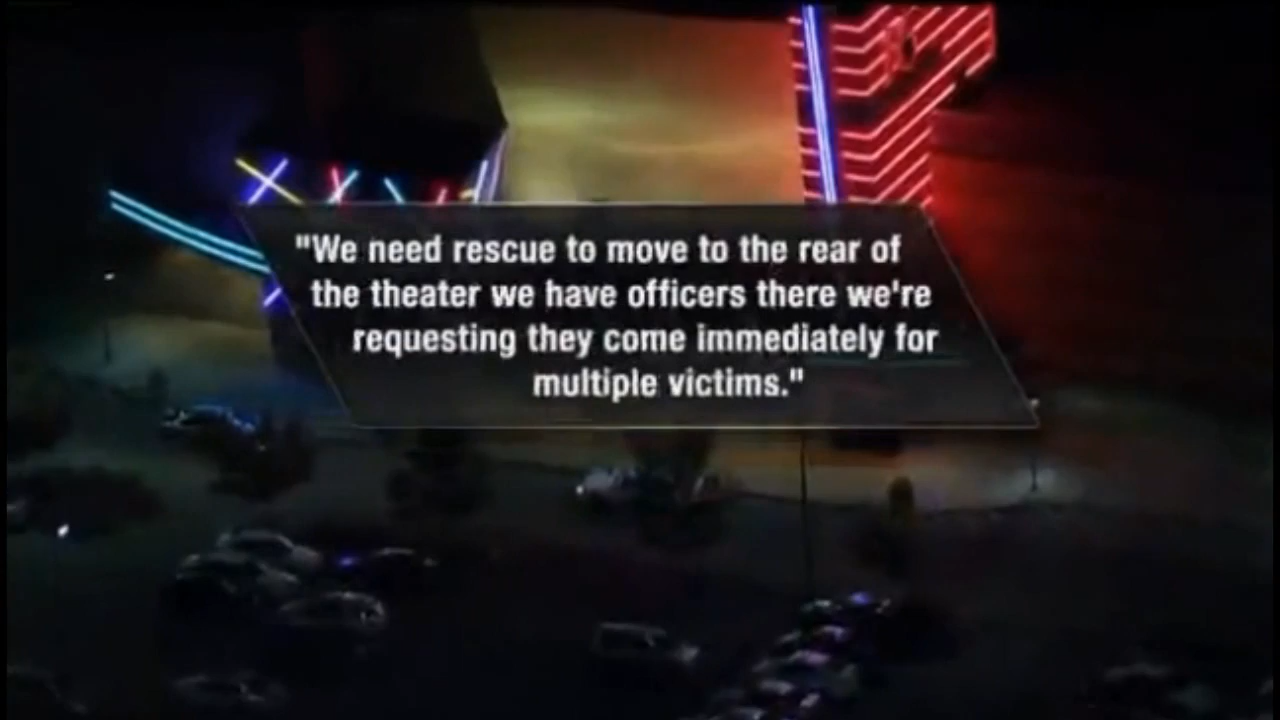 "We need rescue to move to the rear of
the theater we have officers there we're
requesting they come immediately for
multiple victims."